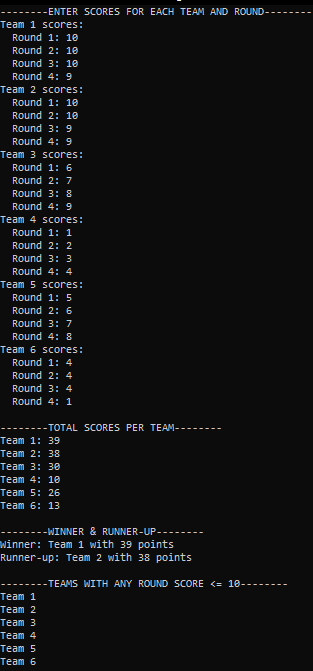 --------ENTER SCORES FOR EACH TEAM AND ROUND--------
Team 1 scores:
  Round 1: 10
  Round 2: 10
  Round 3: 10
  Round 4: 9
Team 2 scores:
  Round 1: 10
  Round 2: 10
  Round 3: 9
  Round 4: 9
Team 3 scores:
  Round 1: 6
  Round 2: 7
  Round 3: 8
  Round 4: 9
Team 4 scores:
  Round 1: 1
  Round 2: 2
  Round 3: 3
  Round 4: 4
Team 5 scores:
  Round 1: 5
  Round 2: 6
  Round 3: 7
  Round 4: 8
Team 6 scores:
  Round 1: 4
  Round 2: 4
  Round 3: 4
  Round 4: 1

--------TOTAL SCORES PER TEAM--------
Team 1: 39
Team 2: 38
Team 3: 30
Team 4: 10
Team 5: 26
Team 6: 13

--------WINNER & RUNNER-UP--------
Winner: Team 1 with 39 points
Runner-up: Team 2 with 38 points

--------TEAMS WITH ANY ROUND SCORE <= 10--------
Team 1
Team 2
Team 3
Team 4
Team 5
Team 6